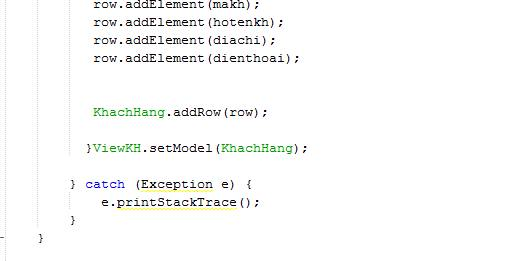 row.addElement(makh);
row.addElement(hotenkh);
row.addElement(diachi);
row.addElement(dienthoai);
KhachHang.addRow(row);
}ViewKH.setModel(KhachHang);
} catch (Exception e) {
e.printStackTrace();
}
}